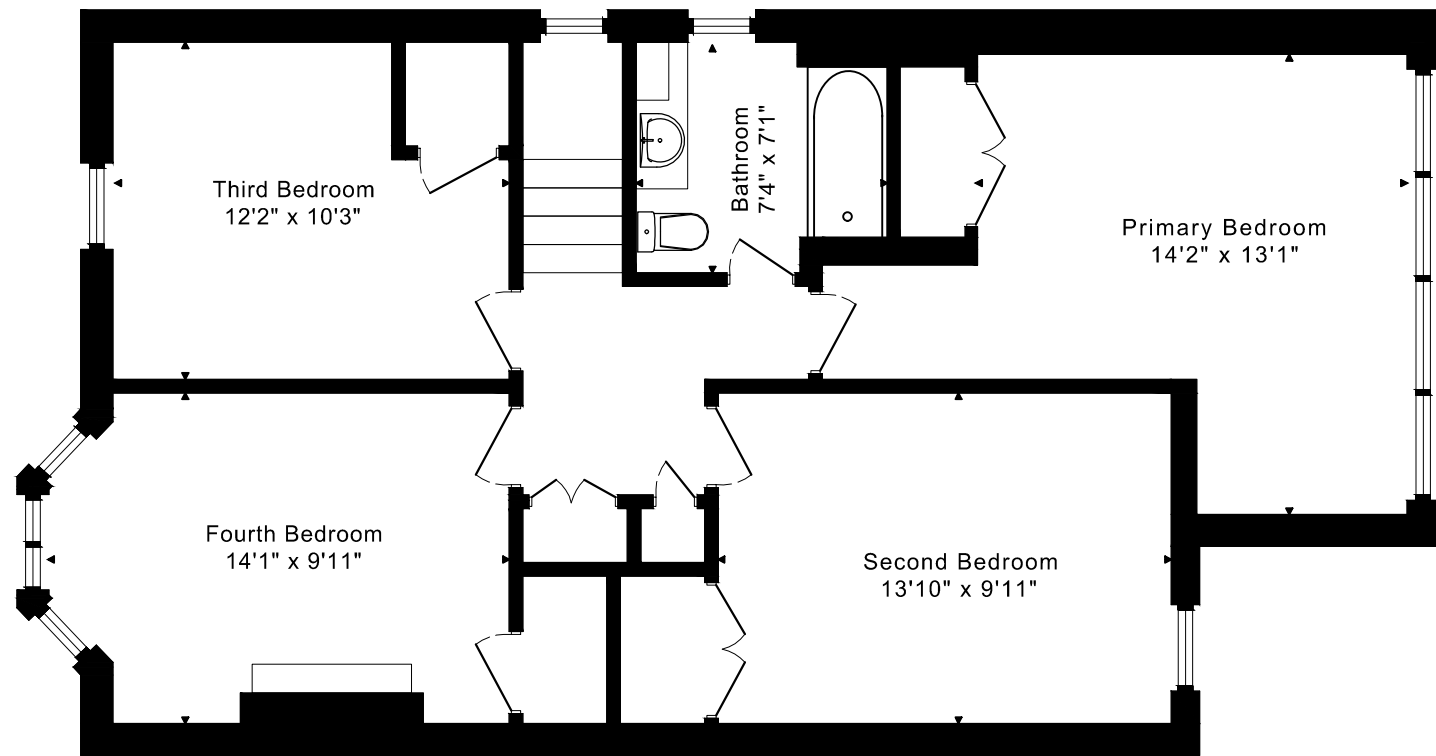 Third Bedroom
12'2" x 10'3"
Bathroom
7'4" x 7'1"
Primary Bedroom
14'2" x 13'1"
Fourth Bedroom
14'1" x 9'11"
Second Bedroom
13'10" x 9'11"